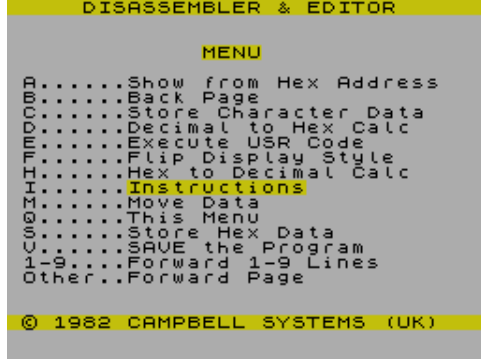 DISASSEMBLER & EDITOR
MENU
A......Show from Hex Address
B......Back Page
C......Store Character Data
D......Decimal to Hex Calc
E......Execute USR Code
F......Flip Display Style
H......Hex to Decimal Calc
I......Instructions
M......Move Data
Q......This Menu
S......Store Hex Data
V......SAVE the Program
1-9....Forward 1-9 Lines
Other..Forward Page
© 1982 CAMPBELL SYSTEMS (UK)